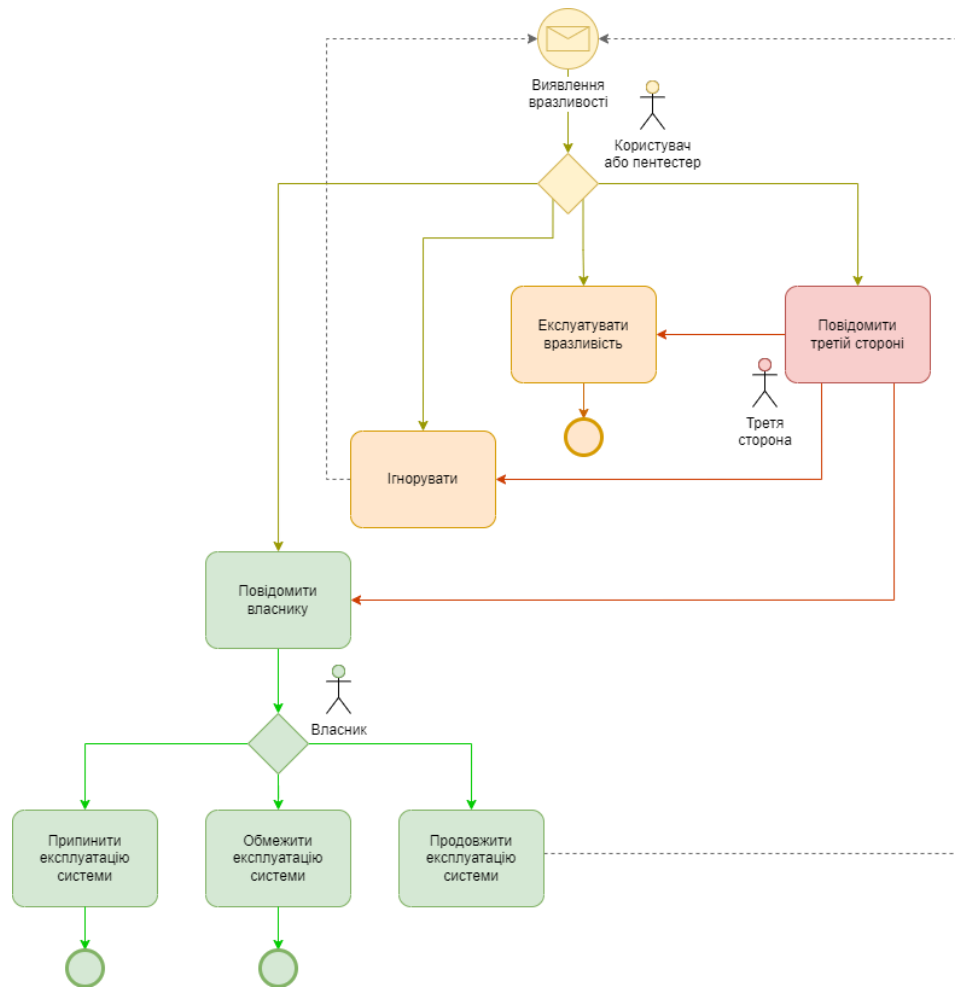 Виявлення
вразливості
Користувач
або пентестер
Екслуатувати
вразливість
Повідомити
третій стороні
Третя
сторона
Ігнорувати
Повідомити
власнику
Власник
Припинити
експлуатацію
системи
Обмежити
експлуатацію
системи
Продовжити
експлуатацію
системи